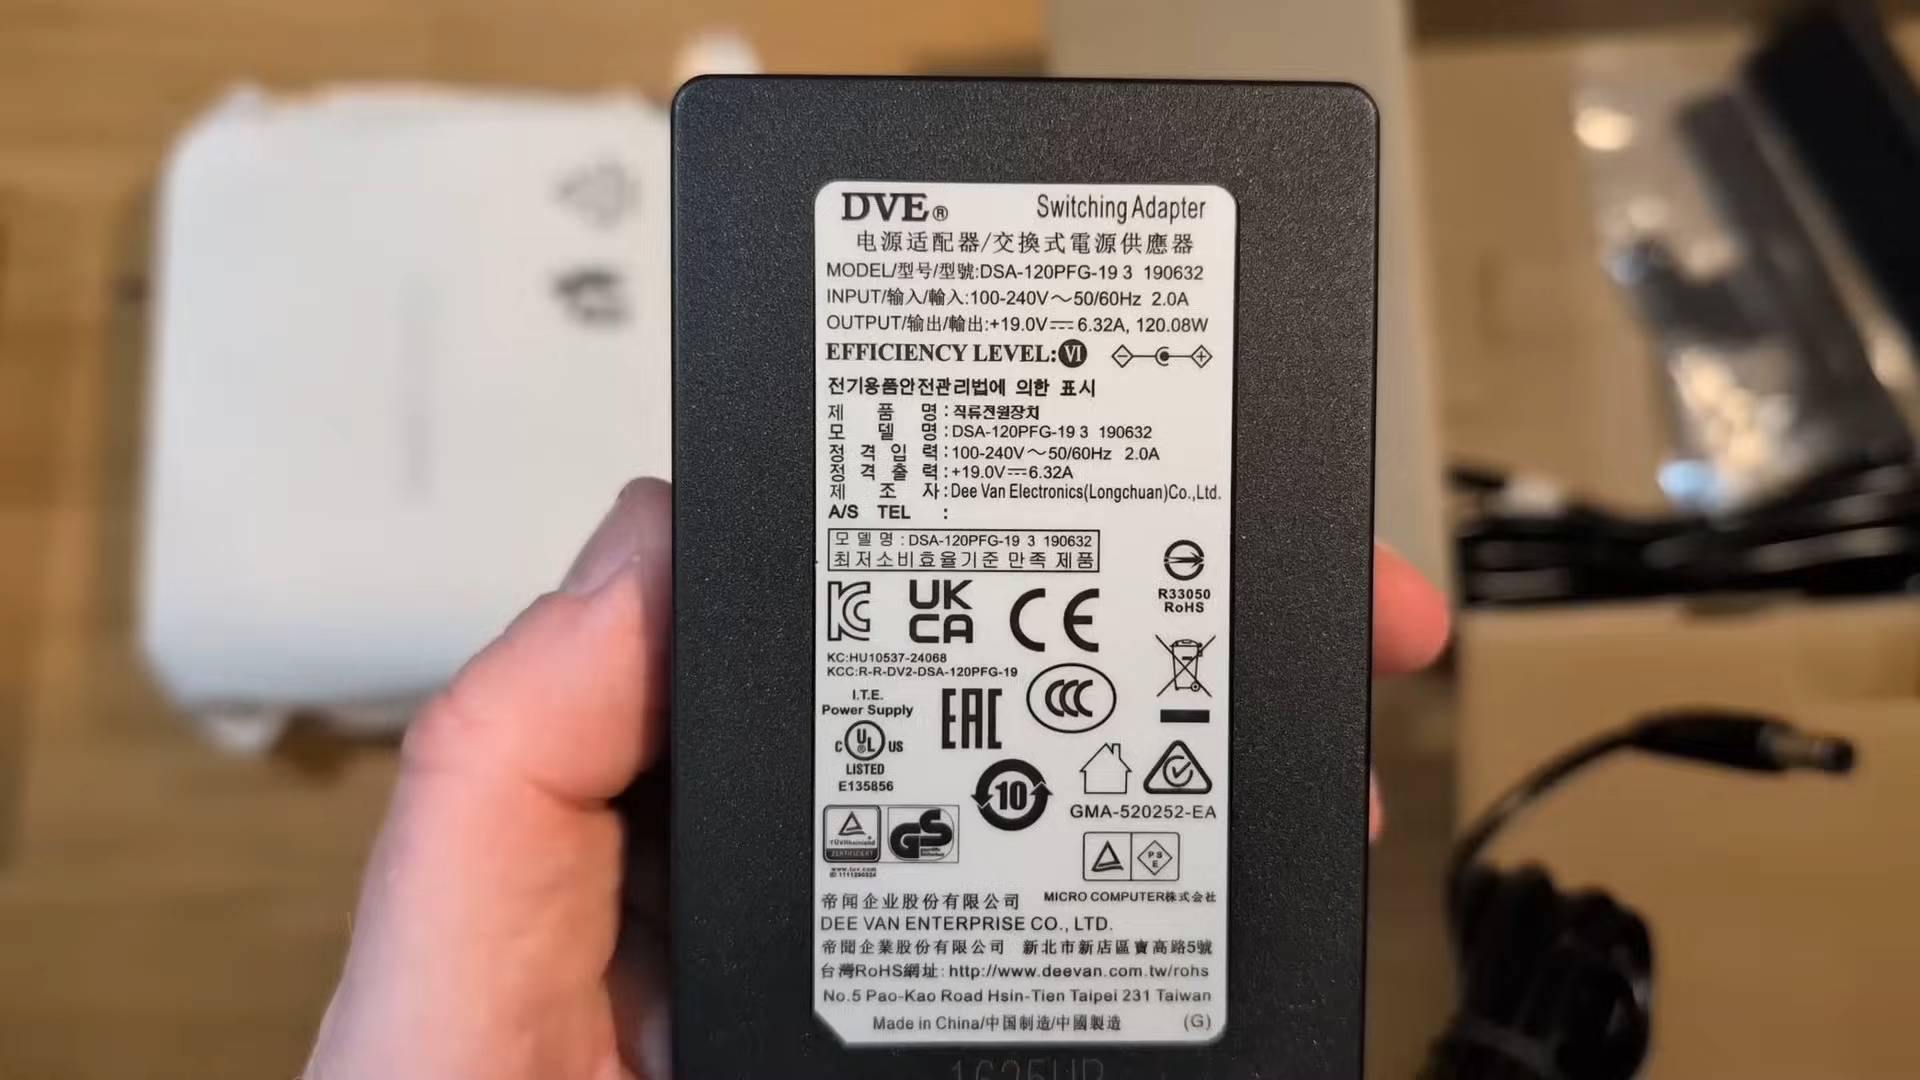 DVE® Switching Adapter
电源适配器/交換式電源供應器
MODEL/型号/型號:DSA-120PFG-19 3 190632
INPUT/输入/輸入:100-240V～50/60Hz 2.0A
OUTPUT/输出/輸出:+19.0V⎓6.32A, 120.08W
EFFICIENCY LEVEL:Ⅵ
전기용품안전관리법에 의한 표시
제 품 명:직류전원장치
모 델 명:DSA-120PFG-19 3 190632
정 격 입 력:100-240V～50/60Hz 2.0A
정 격 출 력:+19.0V⎓6.32A
제 조 자:Dee Van Electronics(Longchuan)Co.,Ltd.
A/S TEL :
모 델 명:DSA-120PFG-19 3 190632
최저소비효율기준 만족 제품
R33050
RoHS
UK
CA
CE
KC:HU10537-24068
KCC:R-R-DV2-DSA-120PFG-19
I.T.E.
Power Supply
EAC
CCC
C UL® US
LISTED
E135856
10
GMA-520252-EA
TÜVRheinland
ZERTIFIZIERT
GS
www.tuv.com
PS
E
MICRO COMPUTER株式会社
帝闻企业股份有限公司
DEE VAN ENTERPRISE CO., LTD.
帝聞企業股份有限公司 新北市新店區寶高路5號
台灣RoHS網址: http://www.deevan.com.tw/rohs
No.5 Pao-Kao Road Hsin-Tien Taipei 231 Taiwan
Made in China/中国制造/中國製造 (G)